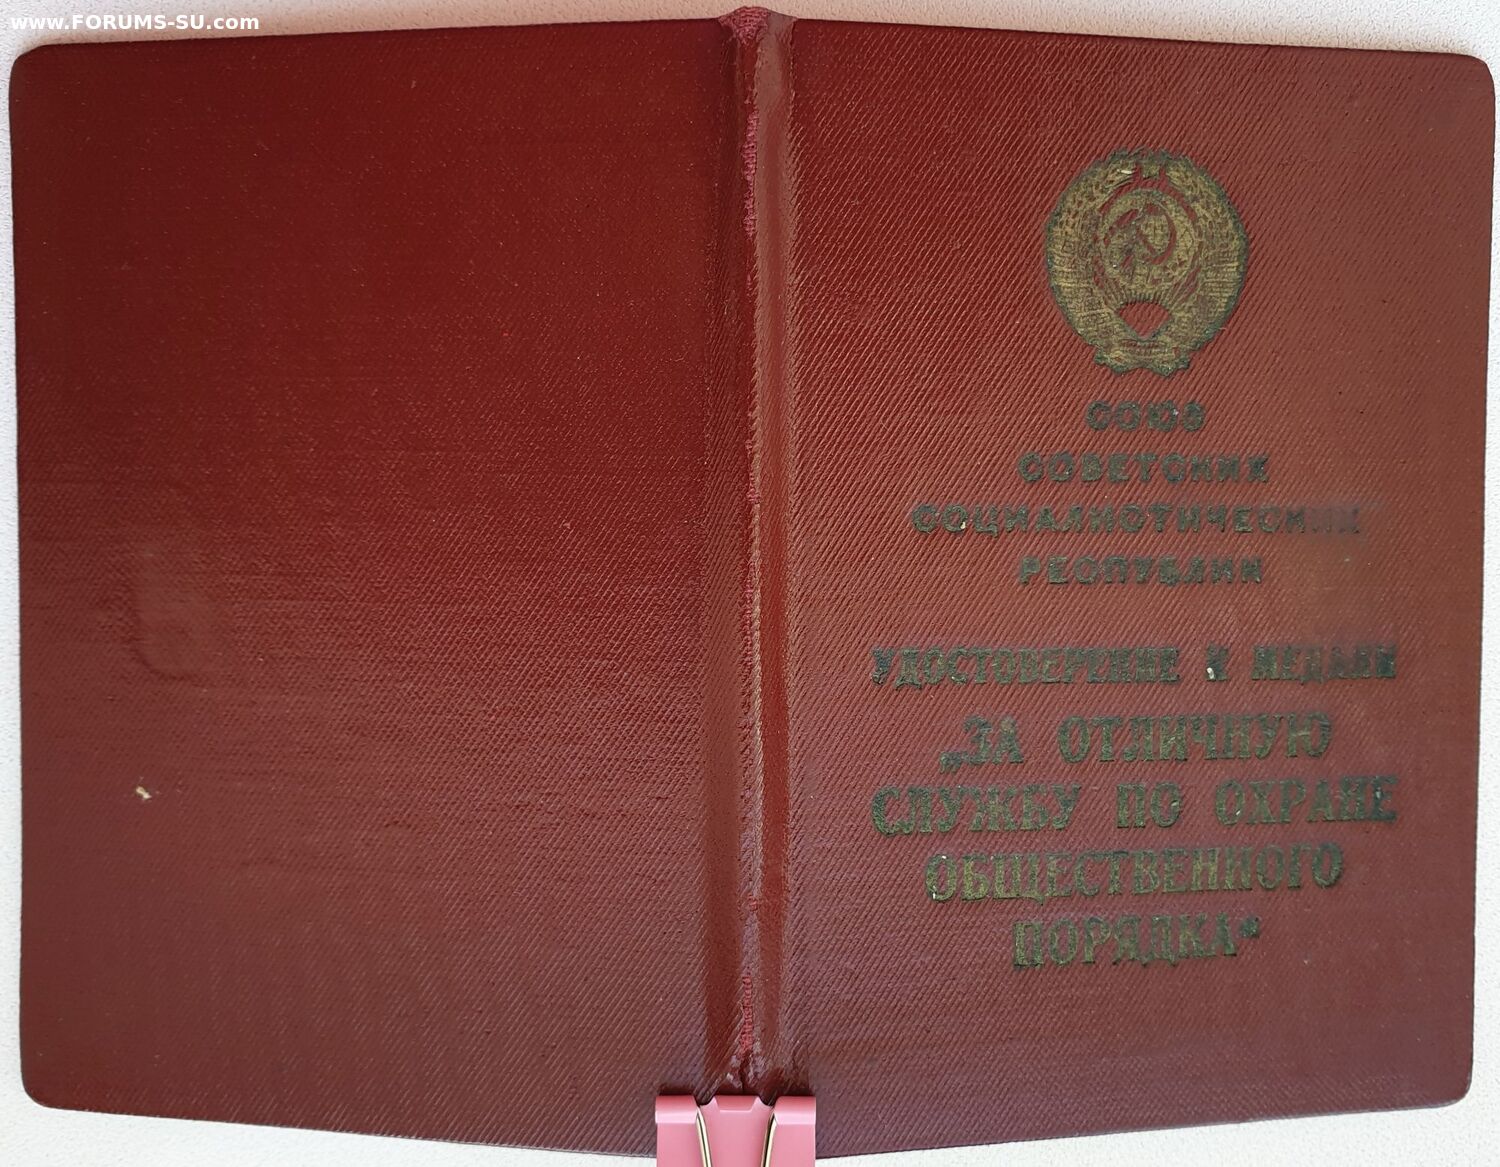 www.FORUMS-SU.com
СОЮЗ
СОВЕТСКИХ
СОЦИАЛИСТИЧЕСКИХ
РЕСПУБЛИК
УДОСТОВЕРЕНИЕ К МЕДАЛИ
„ЗА ОТЛИЧНУЮ
СЛУЖБУ ПО ОХРАНЕ
ОБЩЕСТВЕННОГО
ПОРЯДКА“